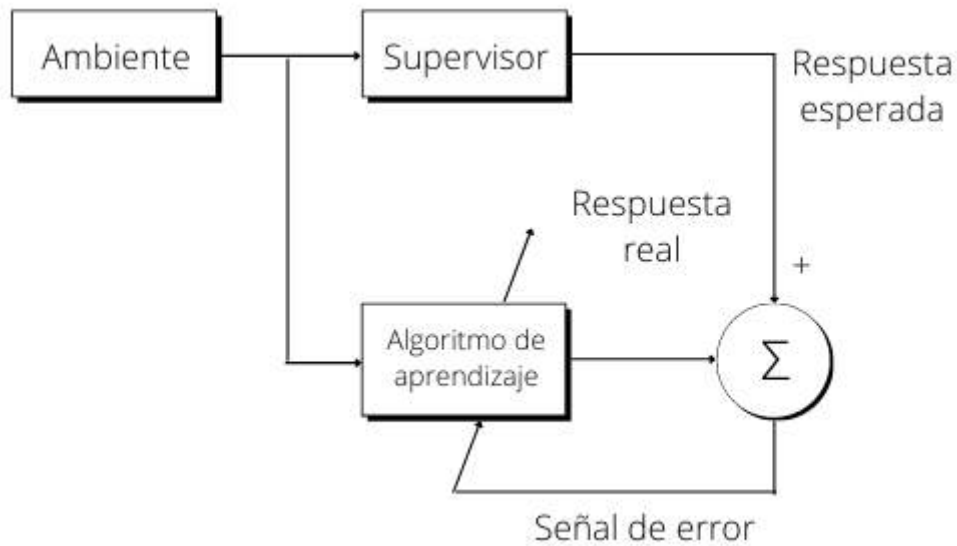 Ambiente
Supervisor
Respuesta
esperada
Respuesta
real
+
Algoritmo de
aprendizaje
Σ
Señal de error